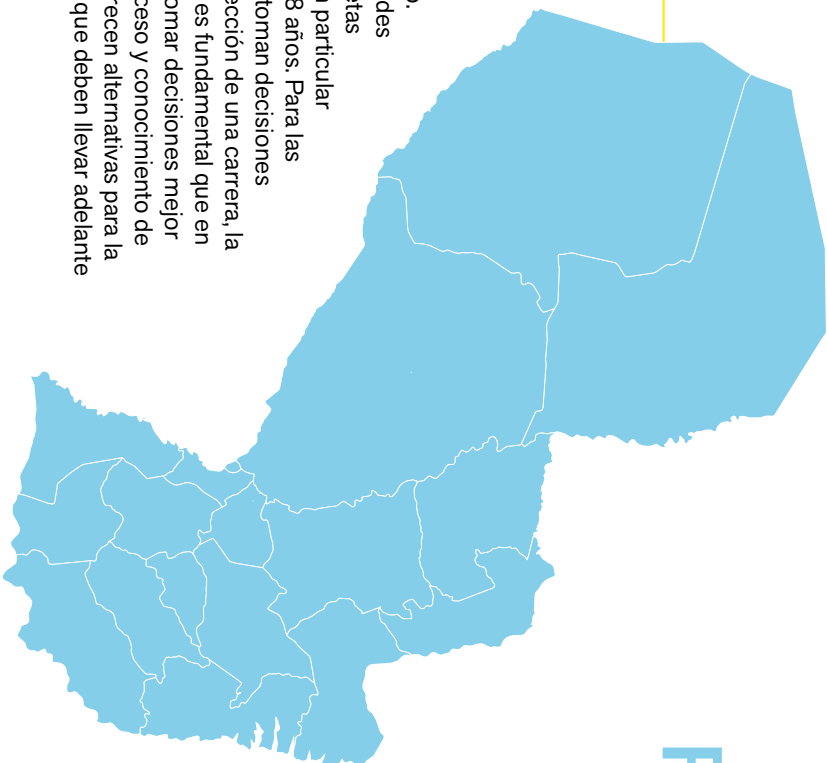 des
etas
particular
8 años. Para las
toman decisiones
ección de una carrera, la
es fundamental que en
omar decisiones mejor
ceso y conocimiento de
recen alternativas para la
que deben llevar adelante